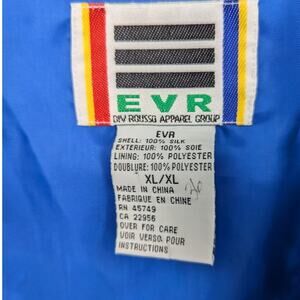 EVR
DIV ROUSSO APPAREL GROUP
EVR
SHELL: 100% SILK
EXTERIEUR: 100% SOIE
LINING: 100% POLYESTER
DOUBLURE: 100% POLYESTER
XL/XL
MADE IN CHINA
FABRIQUE EN CHINE
RN 45749
CA 22956
OVER FOR CARE
VOIR VERSO POUR
INSTRUCTIONS